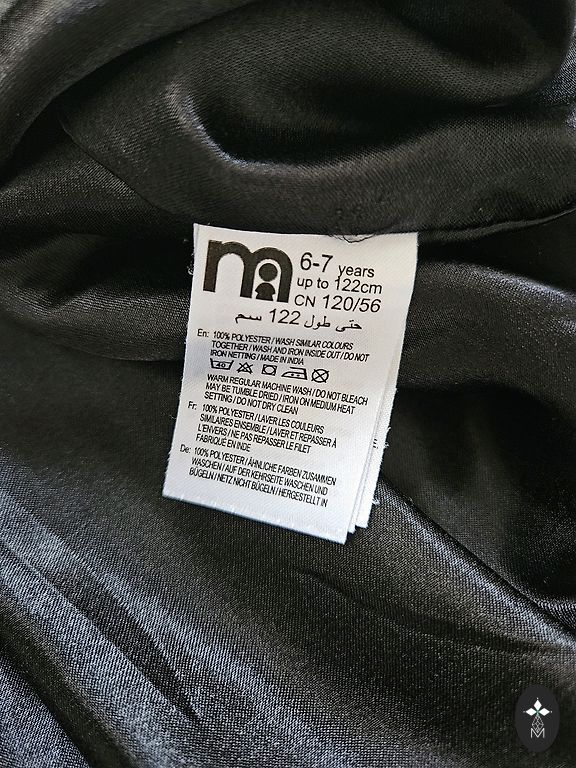 m
6-7 years
up to 122cm
CN 120/56
حتى طول 122 سم
En: 100% POLYESTER / WASH SIMILAR COLOURS
TOGETHER / WASH AND IRON INSIDE OUT / DO NOT
IRON NETTING / MADE IN INDIA
40
WARM REGULAR MACHINE WASH / DO NOT BLEACH
MAY BE TUMBLE DRIED / IRON ON MEDIUM HEAT
SETTING / DO NOT DRY CLEAN
Fr: 100% POLYESTER / LAVER LES COULEURS
SIMILAIRES ENSEMBLE / LAVER ET REPASSER À
L'ENVERS / NE PAS REPASSER LE FILET
FABRIQUÉ EN INDE
De: 100% POLYESTER / ÄHNLICHE FARBEN ZUSAMMEN
WASCHEN / AUF DER KEHRSEITE WASCHEN UND
BÜGELN / NETZ NICHT BÜGELN / HERGESTELLT IN
M